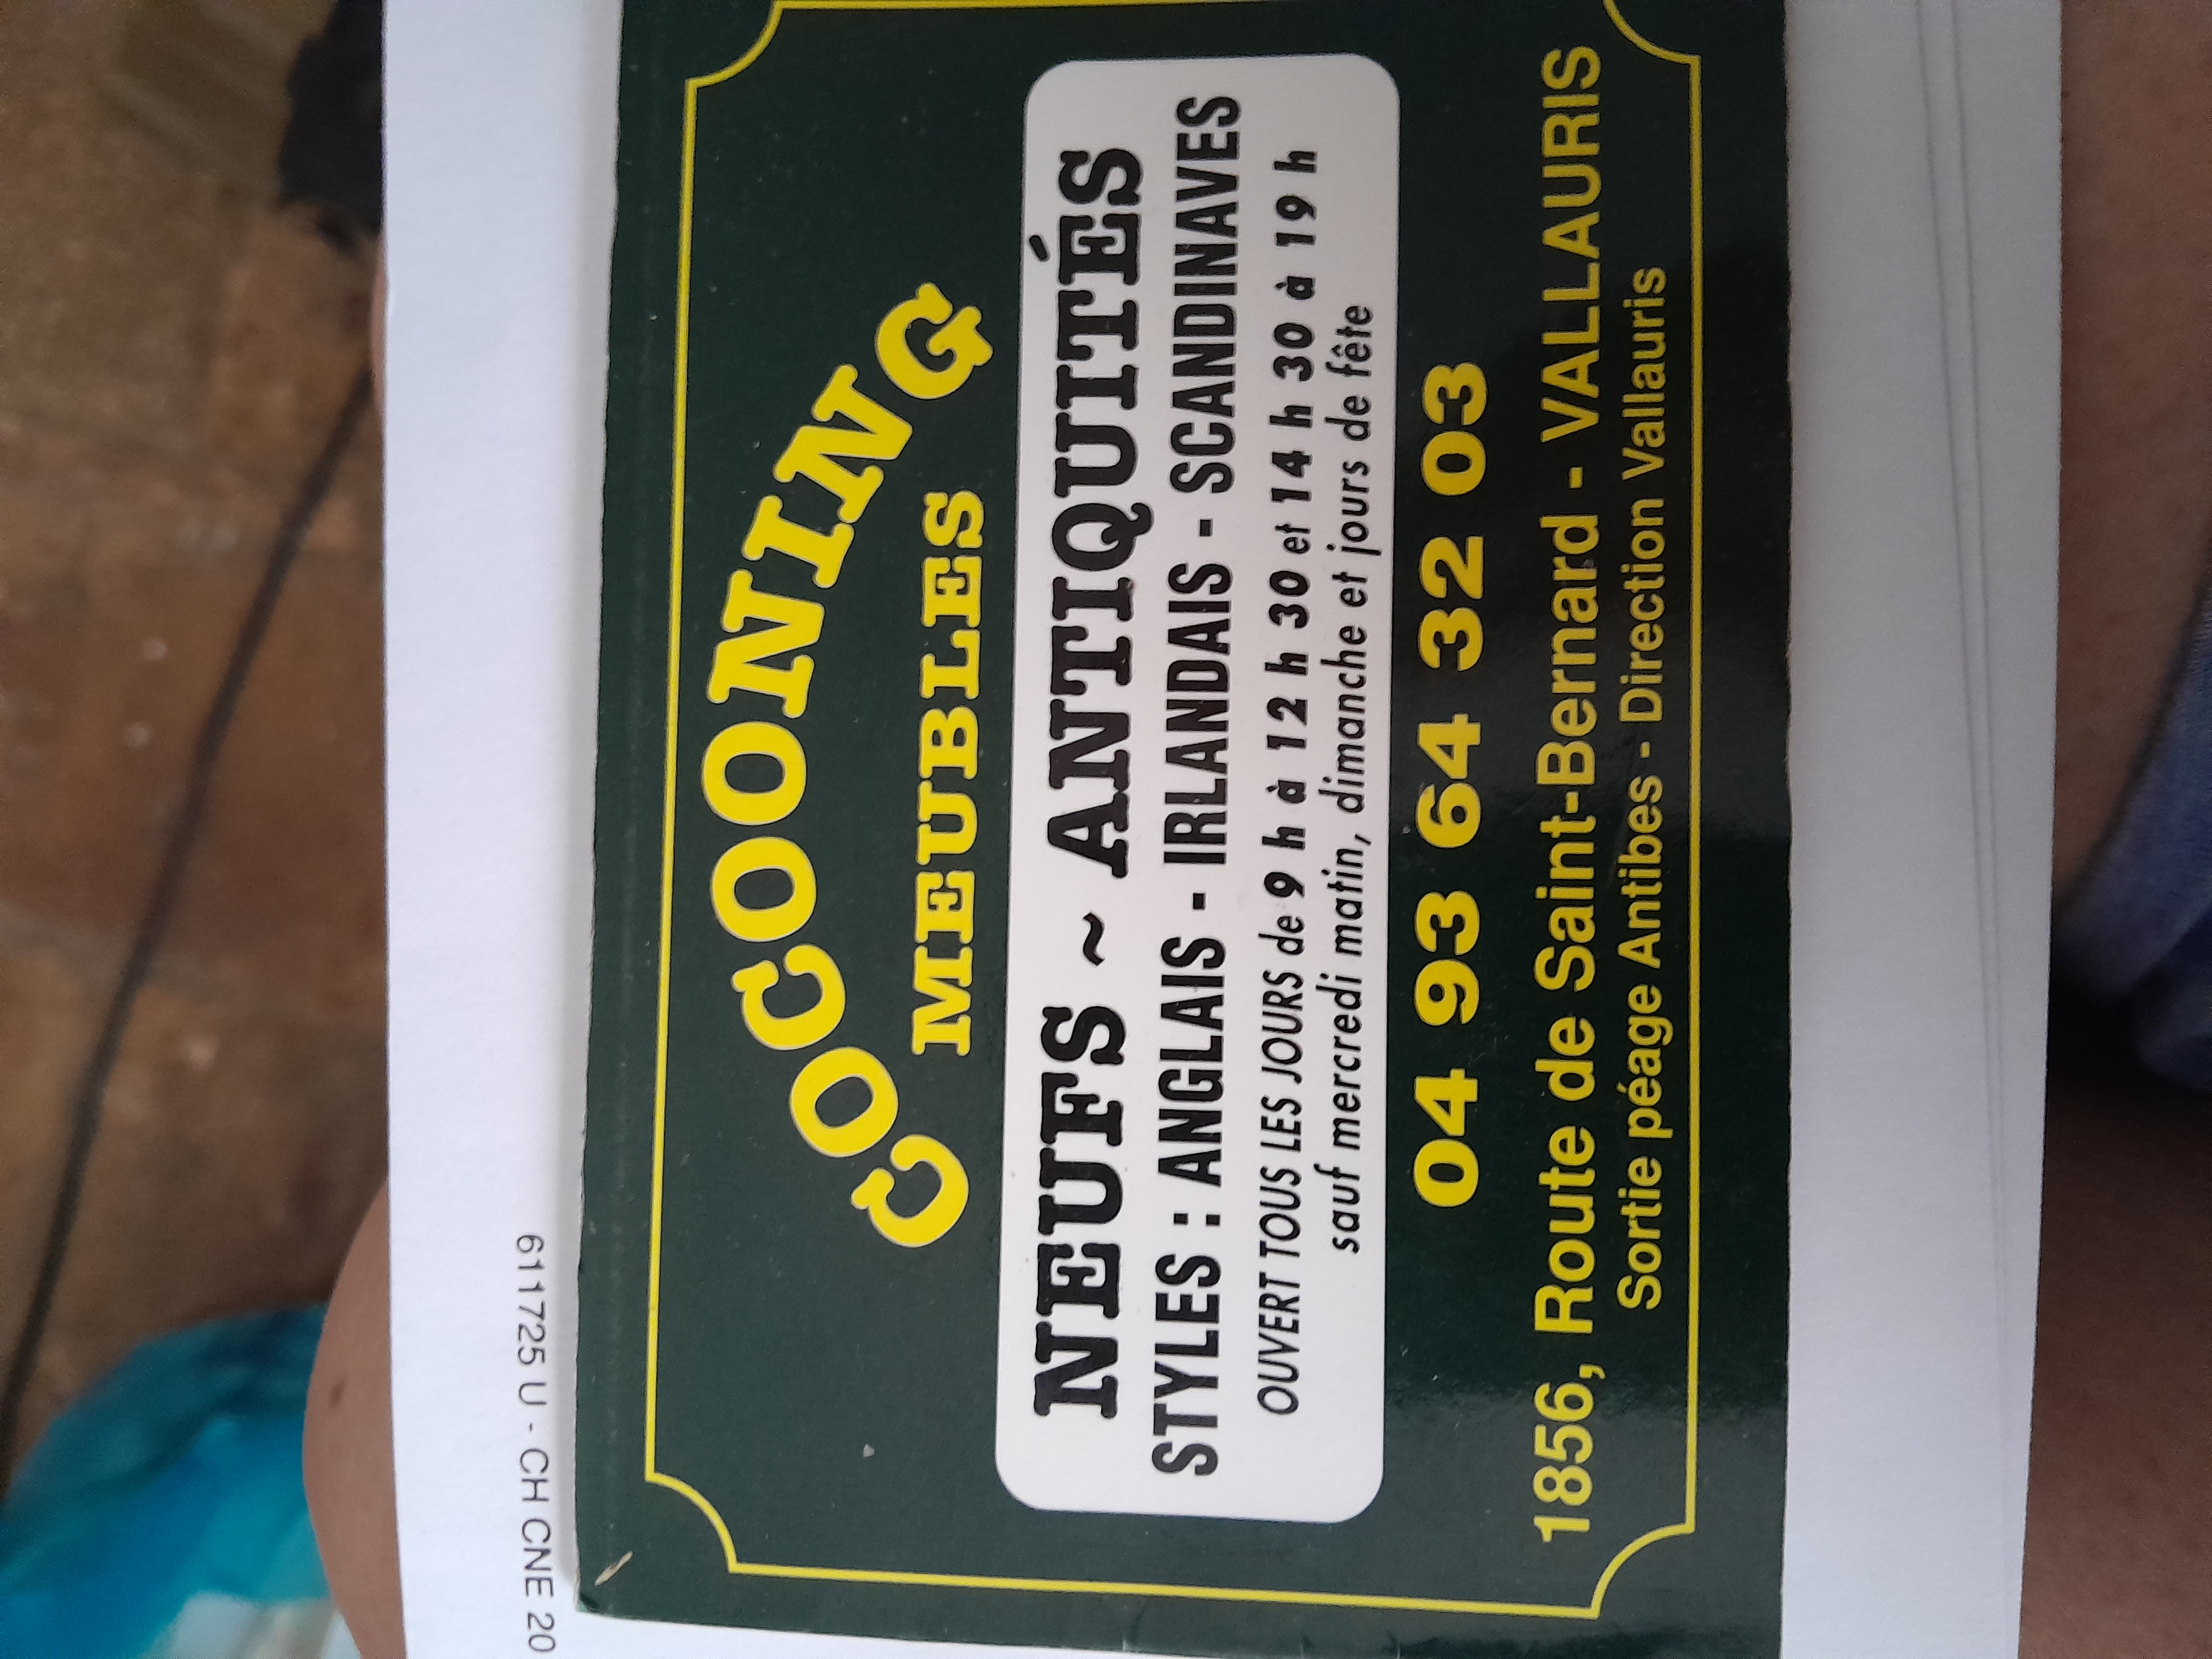 COCOONING
MEUBLES
NEUFS ~ ANTIQUITÉS
STYLES : ANGLAIS - IRLANDAIS - SCANDINAVES
OUVERT TOUS LES JOURS de 9 h à 12 h 30 et 14 h 30 à 19 h
sauf mercredi matin, dimanche et jours de fête
04 93 64 32 03
1856, Route de Saint-Bernard - VALLAURIS
Sortie péage Antibes - Direction Vallauris
611725 U - CH CNE 20